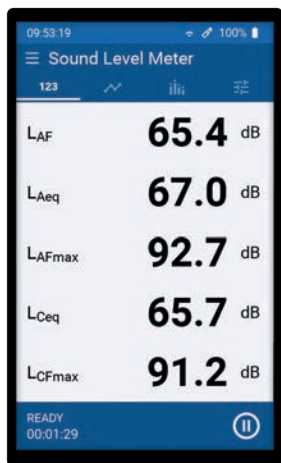 09:53:19 100%
Sound Level Meter
123
LAF 65.4 dB
LAeq 67.0 dB
LAFmax 92.7 dB
LCeq 65.7 dB
LCFmax 91.2 dB
READY
00:01:29